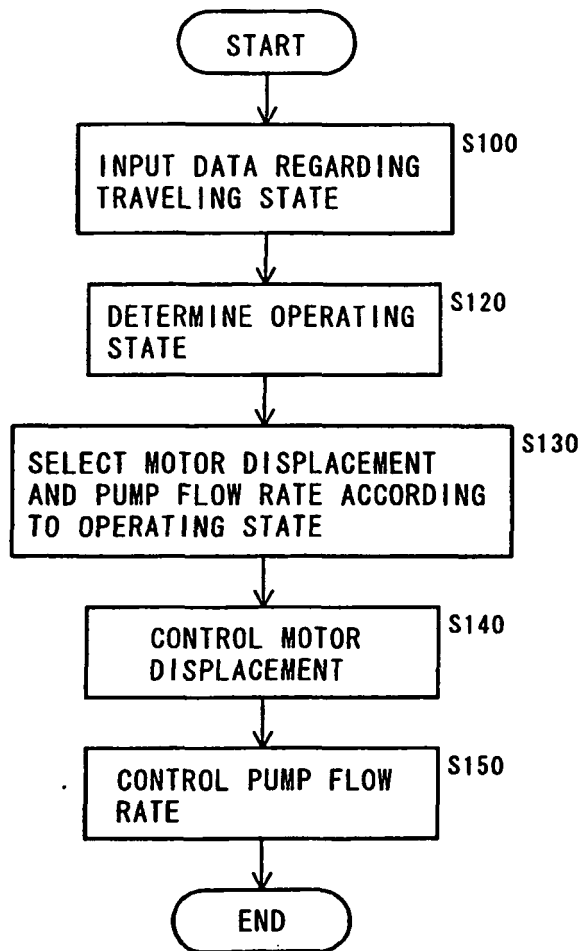 START
S100
INPUT DATA REGARDING
TRAVELING STATE
S120
DETERMINE OPERATING
STATE
S130
SELECT MOTOR DISPLACEMENT
AND PUMP FLOW RATE ACCORDING
TO OPERATING STATE
S140
CONTROL MOTOR
DISPLACEMENT
S150
CONTROL PUMP FLOW
RATE
END